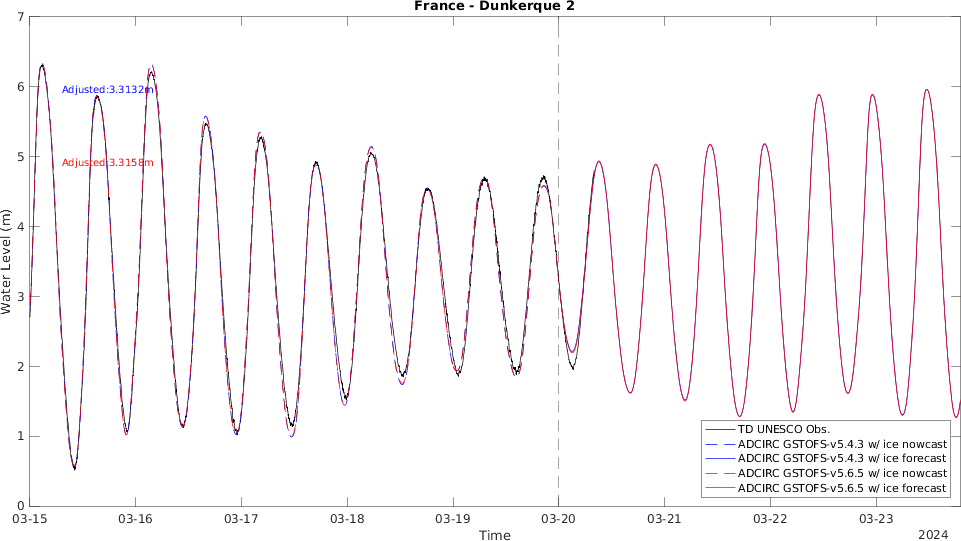 France - Dunkerque 2
7
6
5
4
3
2
1
0
Water Level (m)
Adjusted:3.3132m
Adjusted:3.3158m
TD UNESCO Obs.
ADCIRC GSTOFS-v5.4.3 w/ ice nowcast
ADCIRC GSTOFS-v5.4.3 w/ ice forecast
ADCIRC GSTOFS-v5.6.5 w/ ice nowcast
ADCIRC GSTOFS-v5.6.5 w/ ice forecast
03-15 03-16 03-17 03-18 03-19 03-20 03-21 03-22 03-23
Time
2024